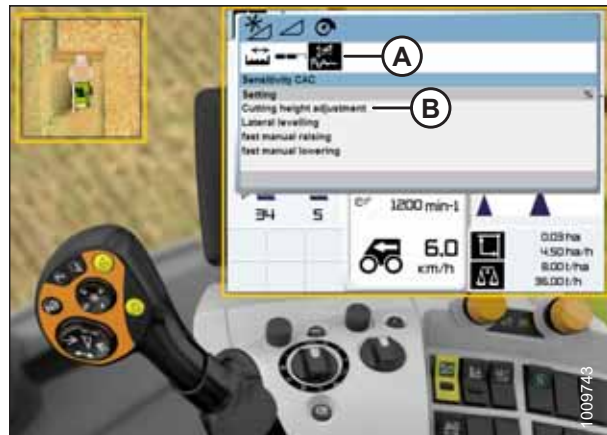 A
Sensitivity CAC
Setting %
Cutting height adjustment
B
Lateral levelling
fast manual raising
fast manual lowering
34 5
1200 min-1
6.0
km/h
0.03 ha
4.50 ha/h
8.00 t/ha
36.00 t/h
1009743